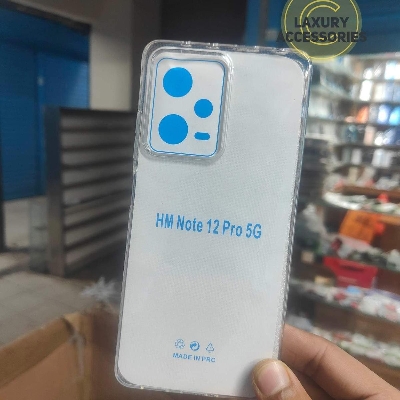 LAXURY
ACCESSORIES
HM Note 12 Pro 5G
MADE IN PRC